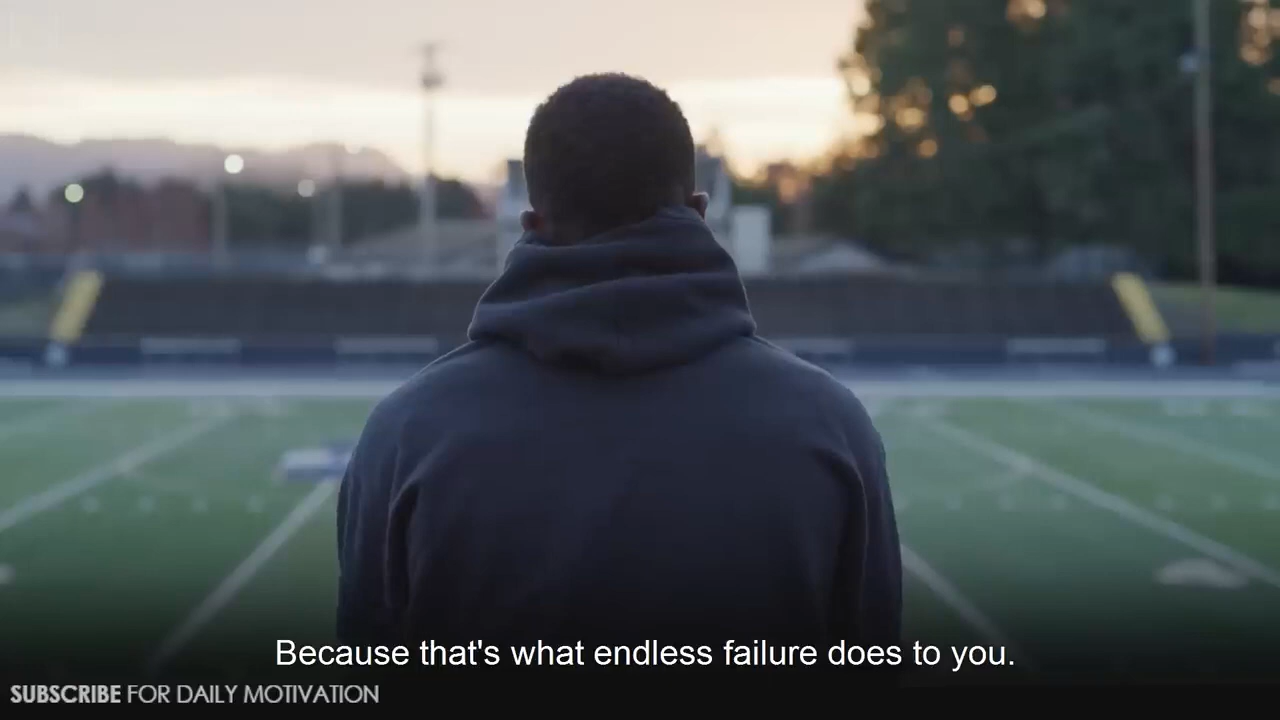 Because that's what endless failure does to you.
SUBSCRIBE FOR DAILY MOTIVATION